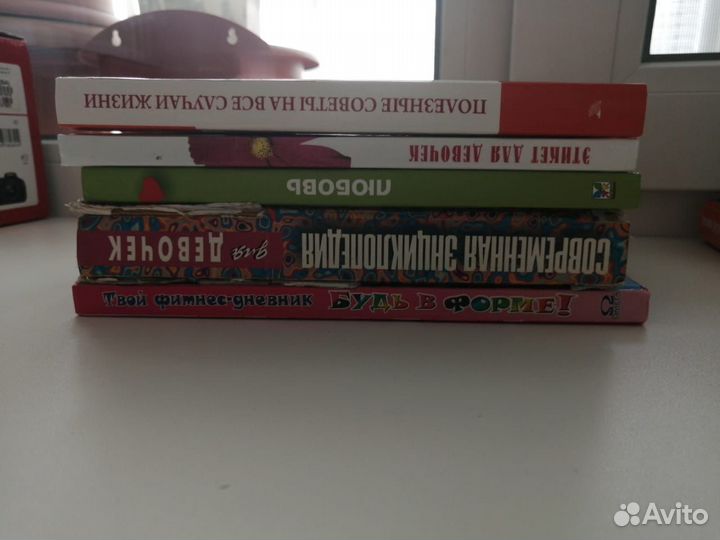 ПОЛЕЗНЫЕ СОВЕТЫ НА ВСЕ СЛУЧАИ ЖИЗНИ
ЭТИКЕТ ДЛЯ ДЕВОЧЕК
ЛЮБОВЬ
СОВРЕМЕННАЯ ЭНЦИКЛОПЕДИЯ для ДЕВОЧЕК
Твой фитнес-дневник БУДЬ В ФОРМЕ!
Avito